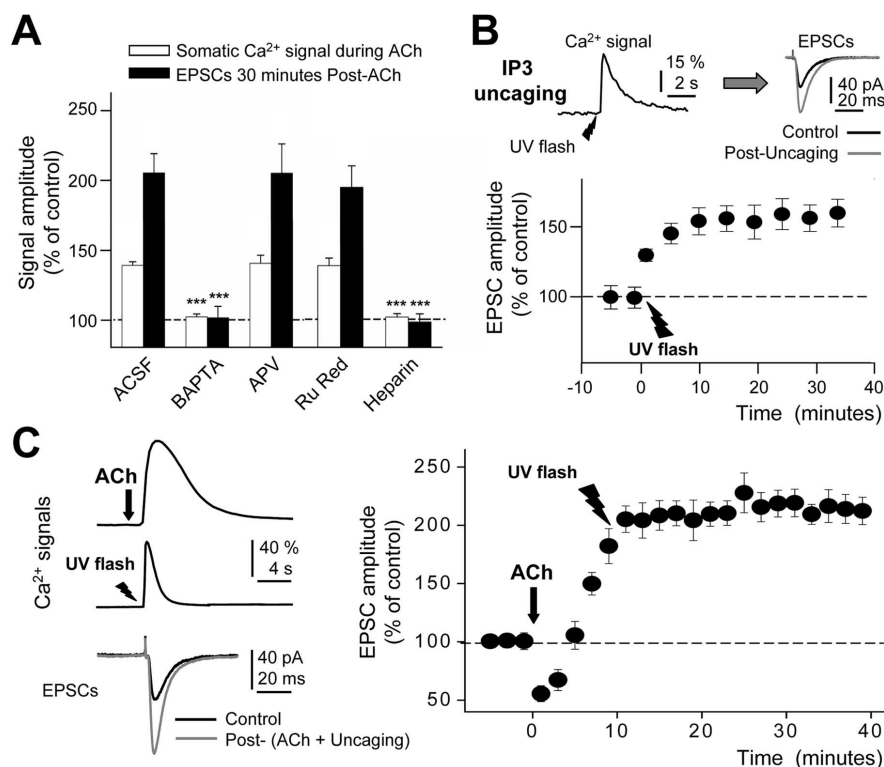 A
Somatic Ca²⁺ signal during ACh
EPSCs 30 minutes Post-ACh
Signal amplitude
(% of control)
250
200
150
100
*** ***
*** ***
ACSF
BAPTA
APV
Ru Red
Heparin
B
IP3
uncaging
Ca²⁺ signal
15 %
2 s
UV flash
EPSCs
40 pA
20 ms
Control
Post-Uncaging
EPSC amplitude
(% of control)
150
100
UV flash
-10 0 10 20 30 40
Time (minutes)
C
Ca²⁺ signals
ACh
UV flash
40 %
4 s
EPSCs
40 pA
20 ms
Control
Post- (ACh + Uncaging)
EPSC amplitude
(% of control)
250
200
150
100
50
UV flash
ACh
0 10 20 30 40
Time (minutes)